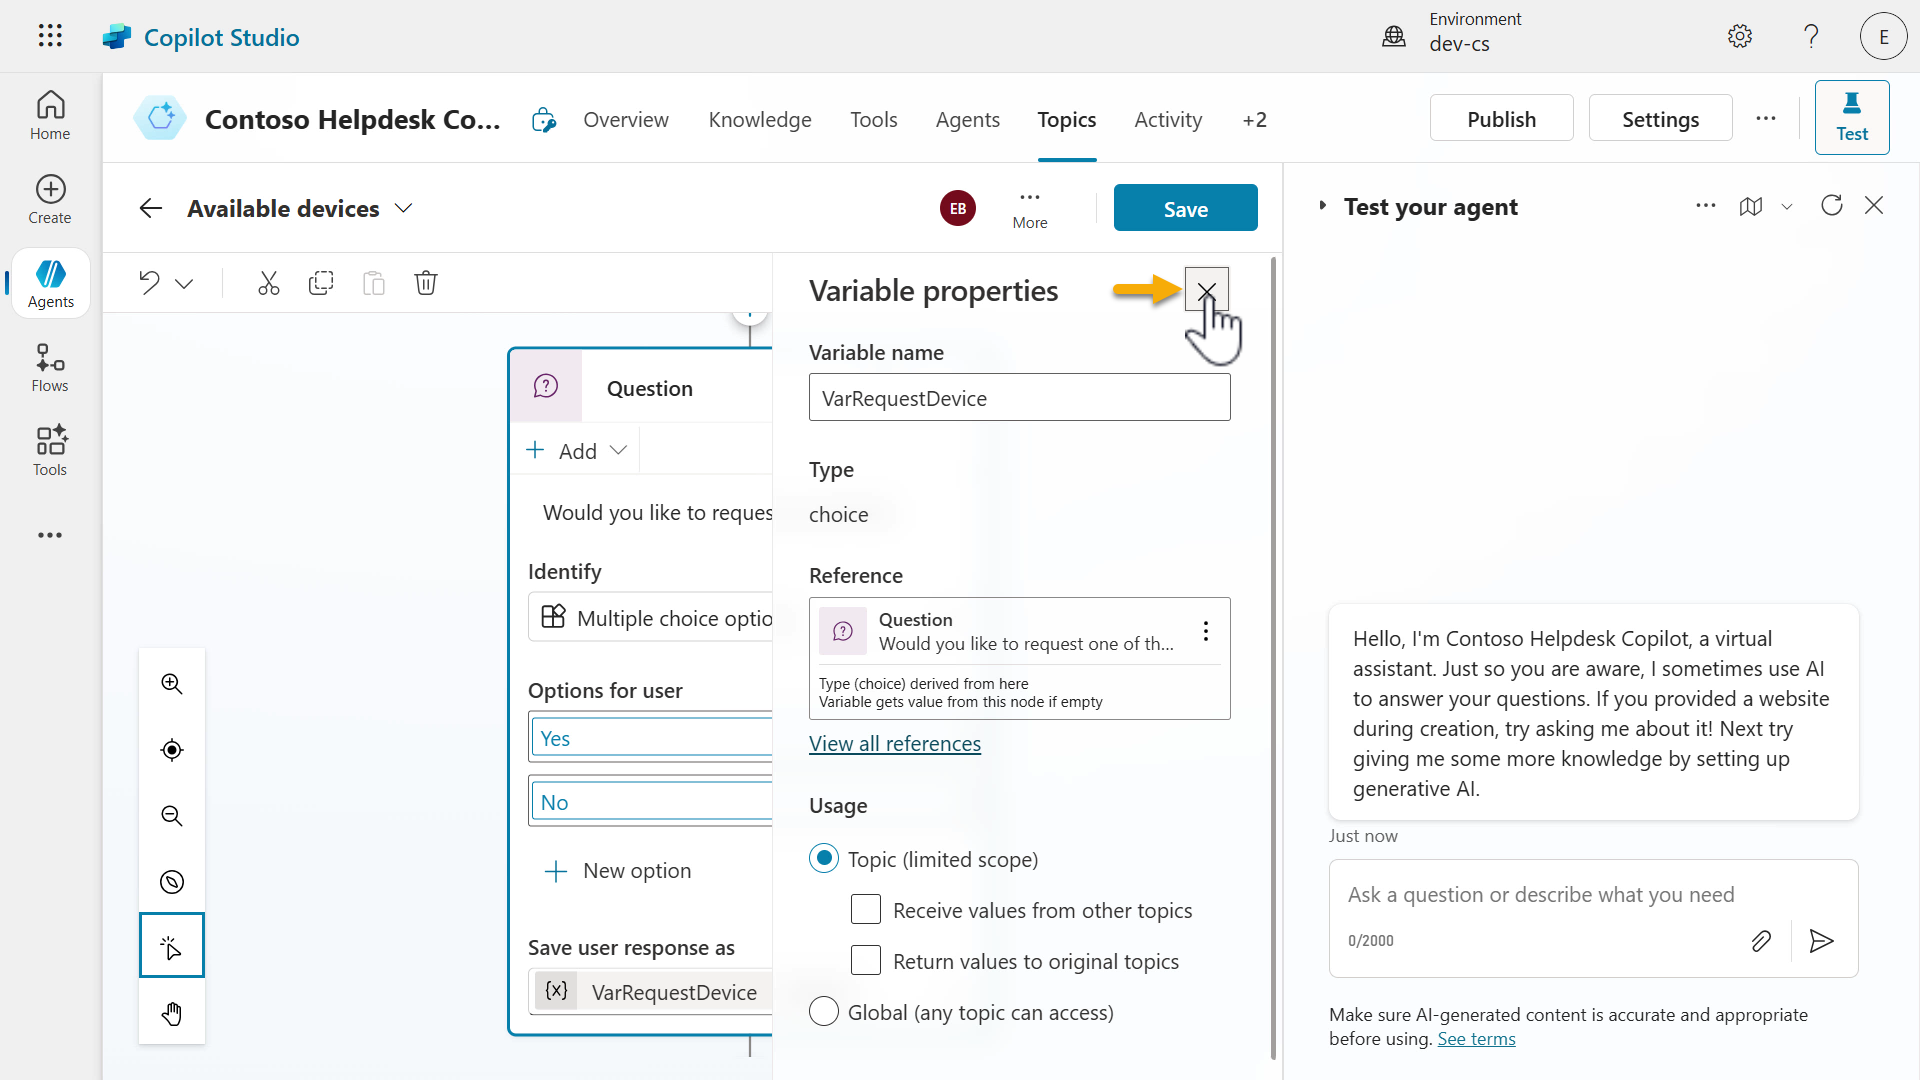 Copilot Studio
Environment
dev-cs
E
Home
Create
Agents
Flows
Tools
Contoso Helpdesk Co...
Overview
Knowledge
Tools
Agents
Topics
Activity
+2
Publish
Settings
Test
Available devices
EB
More
Save
Question
Add
Would you like to reques
Identify
Multiple choice optio
Options for user
Yes
No
New option
Save user response as
{x}
VarRequestDevice
Variable properties
Variable name
VarRequestDevice
Type
choice
Reference
Question
Would you like to request one of th...
Type (choice) derived from here
Variable gets value from this node if empty
View all references
Usage
Topic (limited scope)
Receive values from other topics
Return values to original topics
Global (any topic can access)
Test your agent
Hello, I'm Contoso Helpdesk Copilot, a virtual
assistant. Just so you are aware, I sometimes use AI
to answer your questions. If you provided a website
during creation, try asking me about it! Next try
giving me some more knowledge by setting up
generative AI.
Just now
Ask a question or describe what you need
0/2000
Make sure AI-generated content is accurate and appropriate
before using. See terms